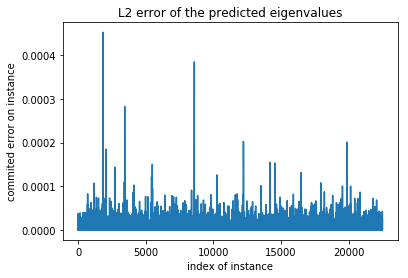 L2 error of the predicted eigenvalues
commited error on instance
0.0004
0.0003
0.0002
0.0001
0.0000
0 5000 10000 15000 20000
index of instance